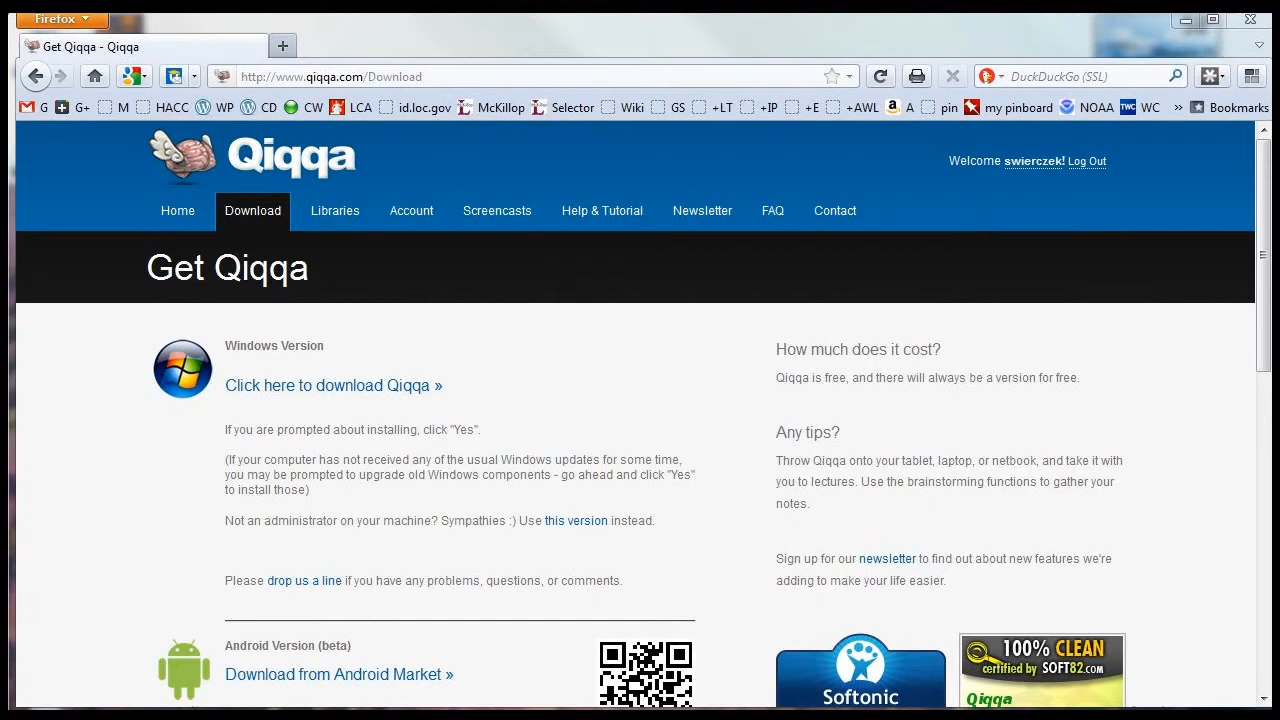 Firefox
Get Qiqqa - Qiqqa
http://www.qiqqa.com/Download
DuckDuckGo (SSL)
G G+ M HACC WP CD CW LCA id.loc.gov McKillop Selector Wiki GS +LT +IP +E +AWL A pin my pinboard NOAA TWC WC » Bookmarks
Qiqqa
Welcome swierczek! Log Out
Home Download Libraries Account Screencasts Help & Tutorial Newsletter FAQ Contact
Get Qiqqa
Windows Version
Click here to download Qiqqa »
If you are prompted about installing, click "Yes".
(If your computer has not received any of the usual Windows updates for some time,
you may be prompted to upgrade old Windows components - go ahead and click "Yes"
to install those)
Not an administrator on your machine? Sympathies :) Use this version instead.
Please drop us a line if you have any problems, questions, or comments.
Android Version (beta)
Download from Android Market »
How much does it cost?
Qiqqa is free, and there will always be a version for free.
Any tips?
Throw Qiqqa onto your tablet, laptop, or netbook, and take it with
you to lectures. Use the brainstorming functions to gather your
notes.
Sign up for our newsletter to find out about new features we're
adding to make your life easier.
Softonic
100% CLEAN
certified by SOFT82.COM
Qiqqa